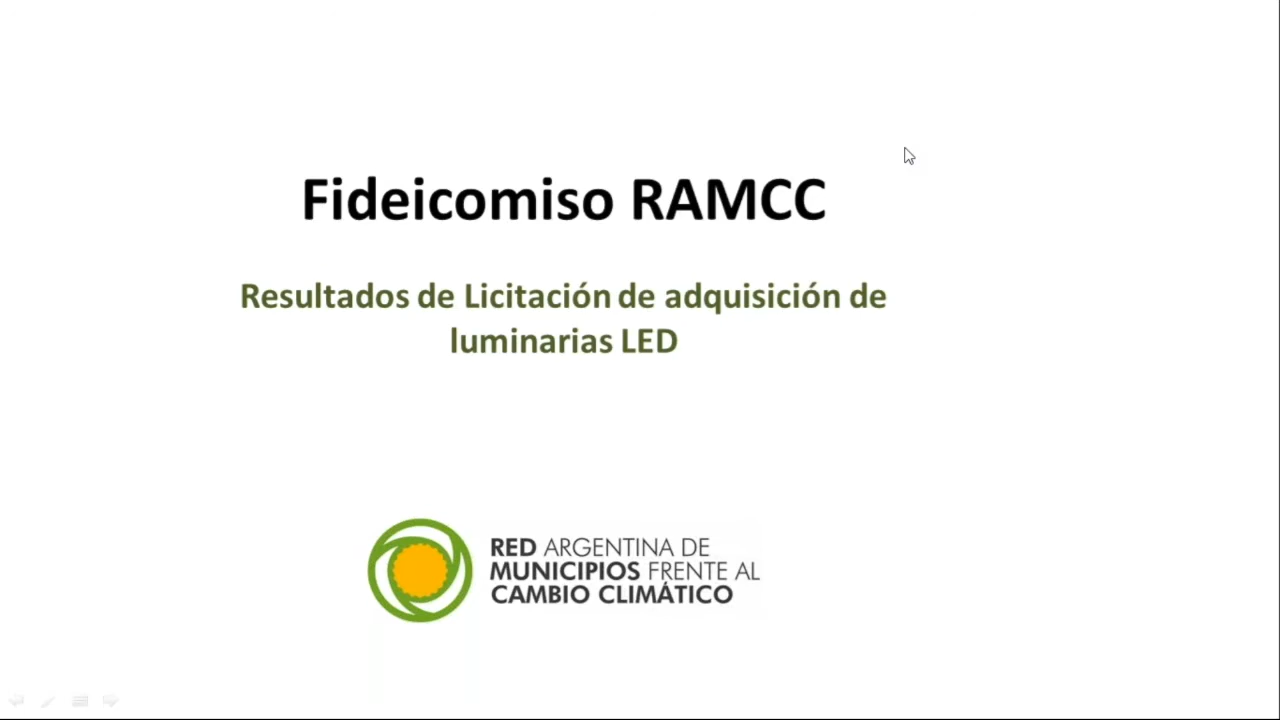 Fideicomiso RAMCC
Resultados de Licitación de adquisición de
luminarias LED
RED ARGENTINA DE
MUNICIPIOS FRENTE AL
CAMBIO CLIMÁTICO